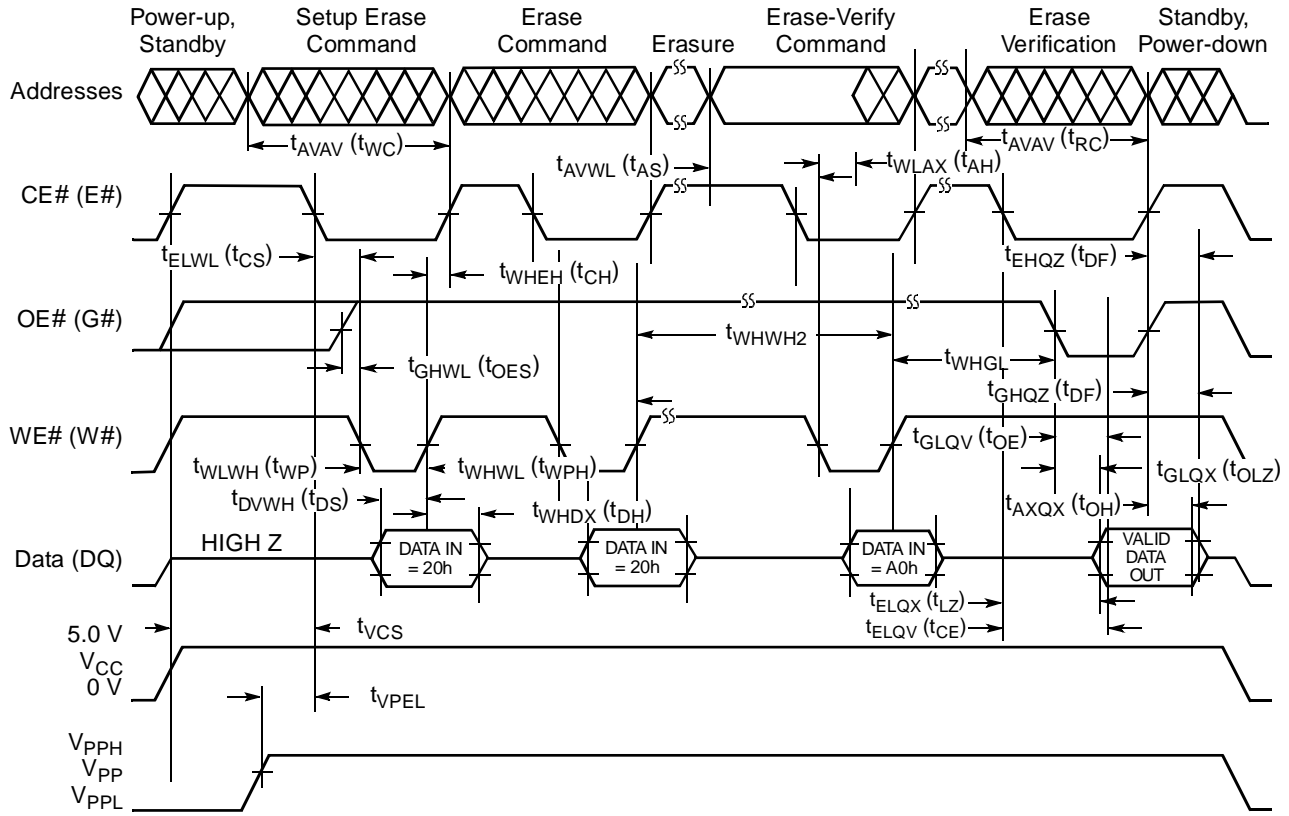 Power-up, Standby
Setup Erase Command
Erase Command
Erasure
Erase-Verify Command
Erase Verification
Standby, Power-down
Addresses
tAVAV (tWC)
tAVWL (tAS)
tWLAX (tAH)
tAVAV (tRC)
CE# (E#)
tELWL (tCS)
tWHEH (tCH)
tEHQZ (tDF)
OE# (G#)
tWHWH2
tGHWL (tOES)
tWHGL
tGHQZ (tDF)
WE# (W#)
tGLQV (tOE)
tWLWH (tWP)
tWHWL (tWPH)
tGLQX (tOLZ)
tDVWH (tDS)
tWHDX (tDH)
tAXQX (tOH)
Data (DQ)
HIGH Z
DATA IN = 20h
DATA IN = 20h
DATA IN = A0h
VALID DATA OUT
tELQX (tLZ)
tELQV (tCE)
5.0 V
VCC
0 V
tVCS
tVPEL
VPPH
VPP
VPPL